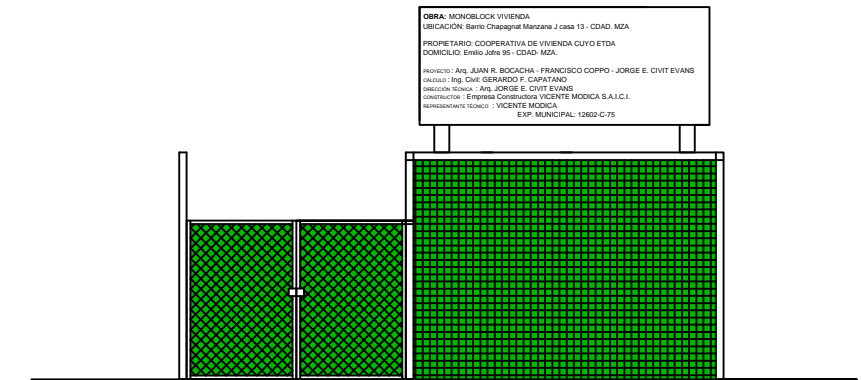 OBRA: MONOBLOCK VIVIENDA
UBICACIÓN: Barrio Chapagnat Manzana J casa 13 - CDAD. MZA
PROPIETARIO: COOPERATIVA DE VIVIENDA CUYO ETDA
DOMICILIO: Emilio Jofre 95 - CDAD- MZA.
PROYECTO : Arq. JUAN R. BOCACHA - FRANCISCO COPPO - JORGE E. CIVIT EVANS
CÁLCULO : Ing. Civil: GERARDO F. CAPATANO
DIRECCIÓN TÉCNICA : Arq. JORGE E. CIVIT EVANS
CONSTRUCTOR : Empresa Constructora VICENTE MODICA S.A.I.C.I.
REPRESENTANTE TÉCNICO : VICENTE MODICA
EXP. MUNICIPAL: 12602-C-75